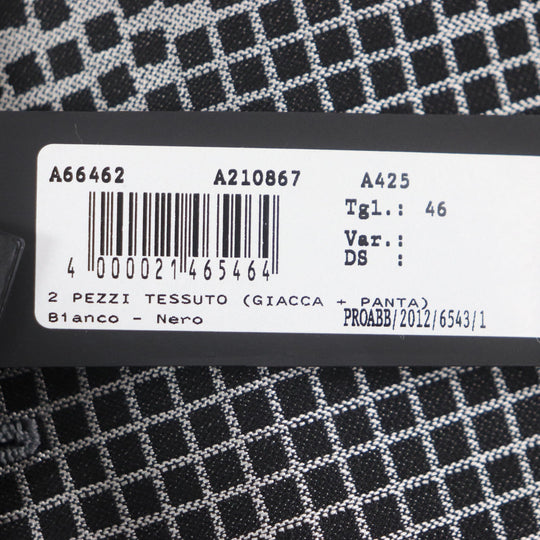 A66462 A210867 A425
Tgl.: 46
Var.:
DS :
4 000021 465464
2 PEZZI TESSUTO (GIACCA + PANTA)
Bianco - Nero PROABB/2012/6543/1